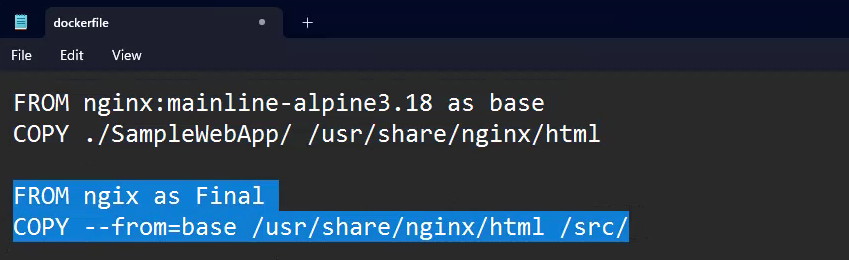 dockerfile
File Edit View
FROM nginx:mainline-alpine3.18 as base
COPY ./SampleWebApp/ /usr/share/nginx/html
FROM ngix as Final
COPY --from=base /usr/share/nginx/html /src/